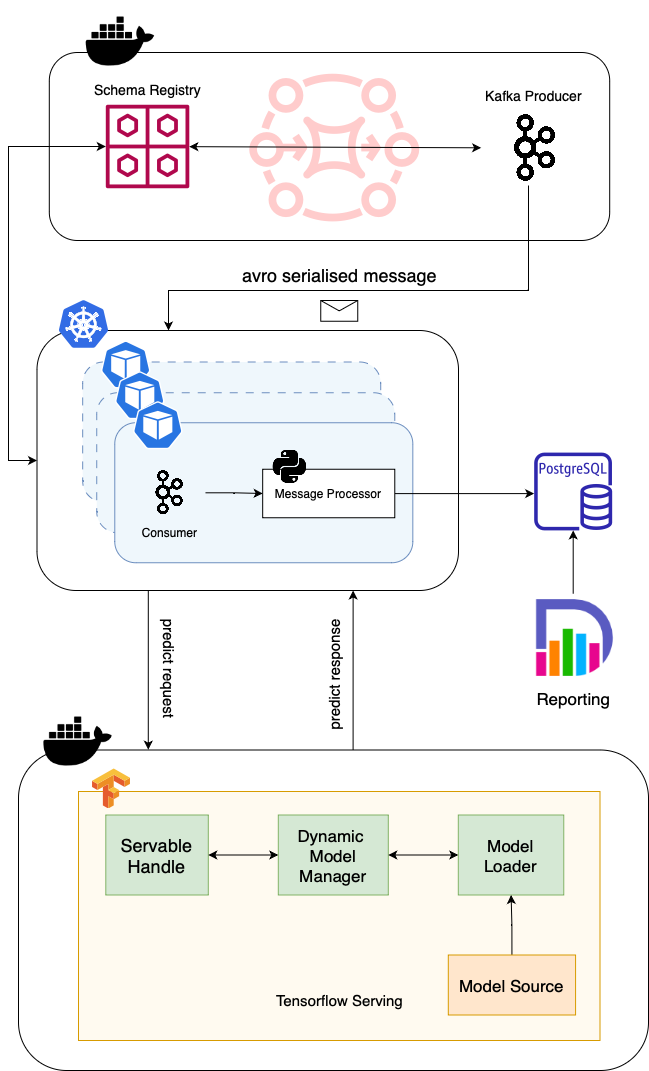 Schema Registry
Kafka Producer
avro serialised message
Consumer
Message Processor
PostgreSQL
predict request
predict response
Reporting
Servable
Handle
Dynamic
Model
Manager
Model
Loader
Model Source
Tensorflow Serving